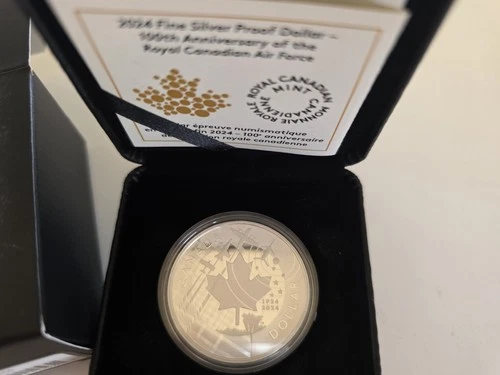 2024 Fine Silver Proof Dollar –
100th Anniversary of the
Royal Canadian Air Force
ROYAL CANADIAN MINT
MONNAIE ROYALE CANADIENNE
épreuve numismatique
fin 2024 – 100e anniversaire
royale canadienne
1924
2024
DOLLAR